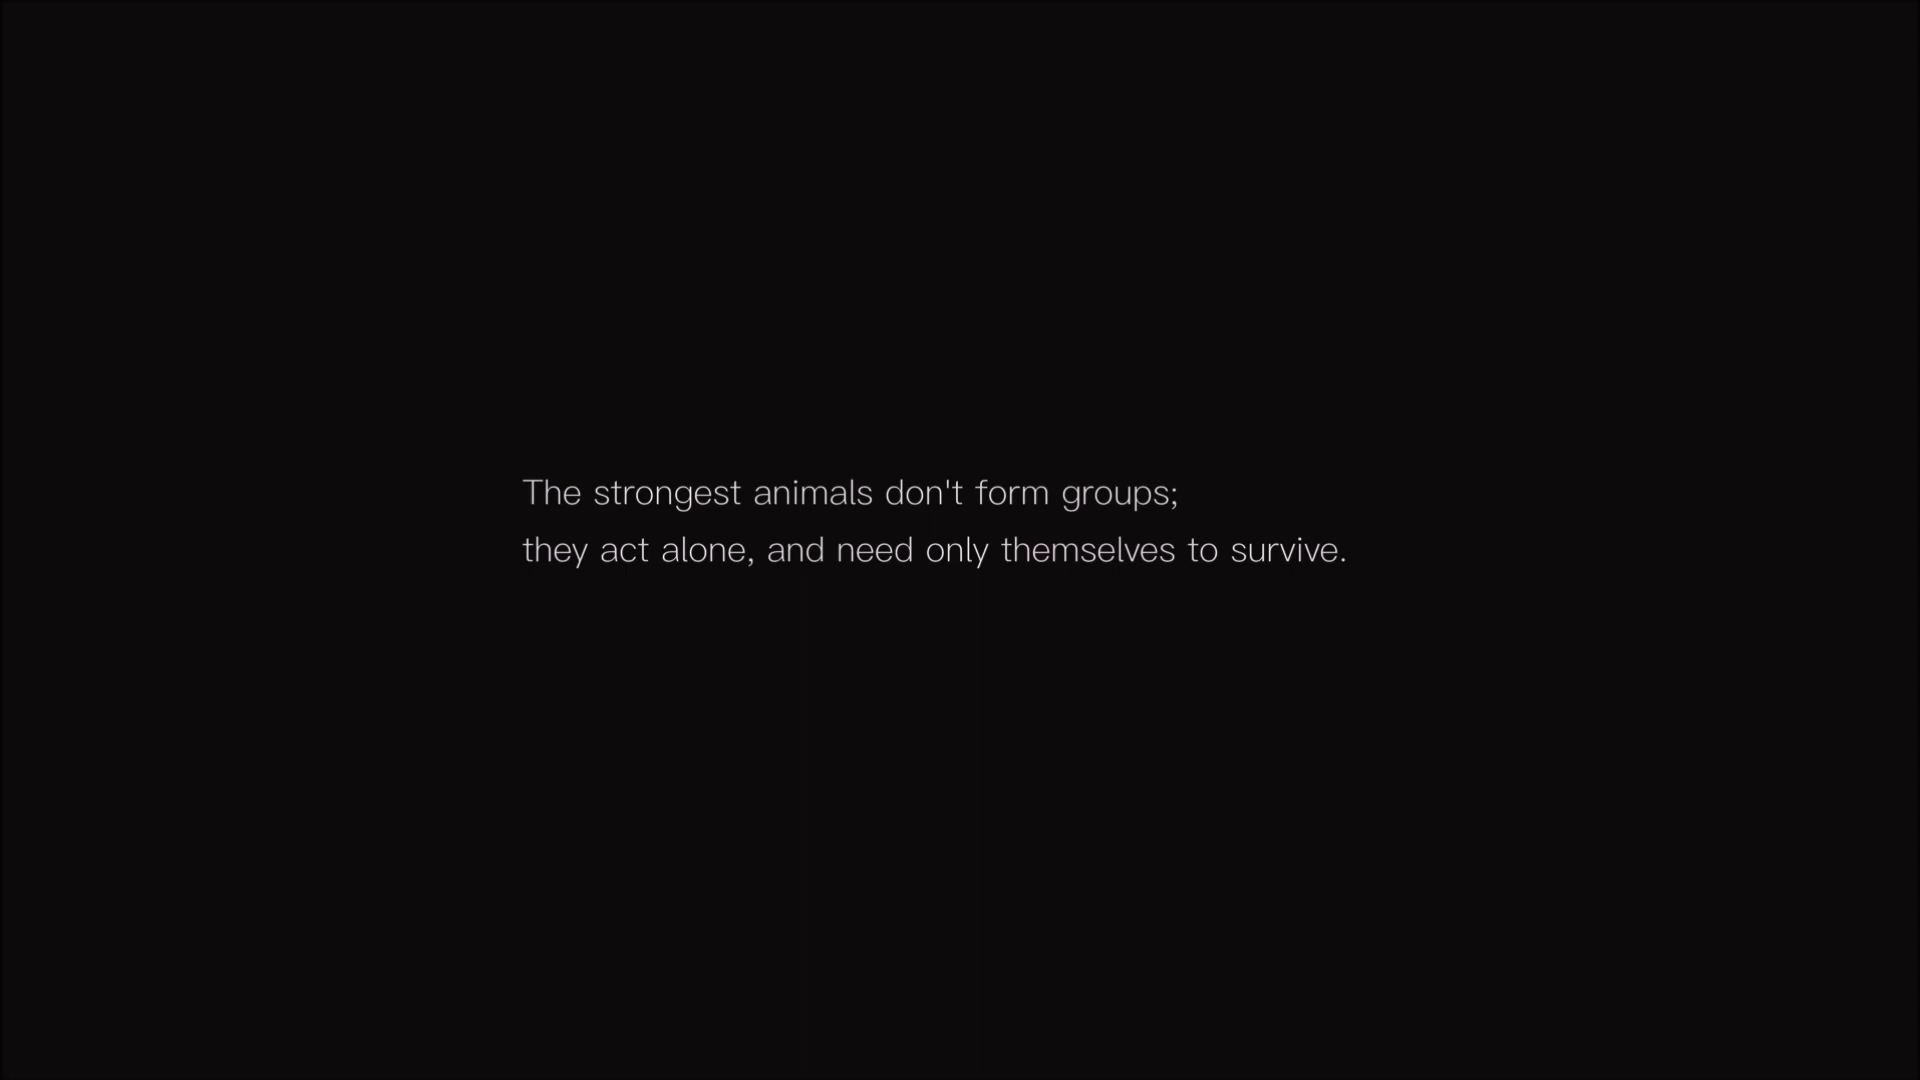 The strongest animals don't form groups;
they act alone, and need only themselves to survive.